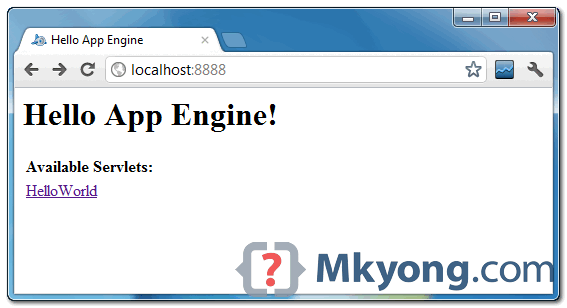 Hello App Engine
localhost:8888
Hello App Engine!
Available Servlets:
HelloWorld
? Mkyong.com